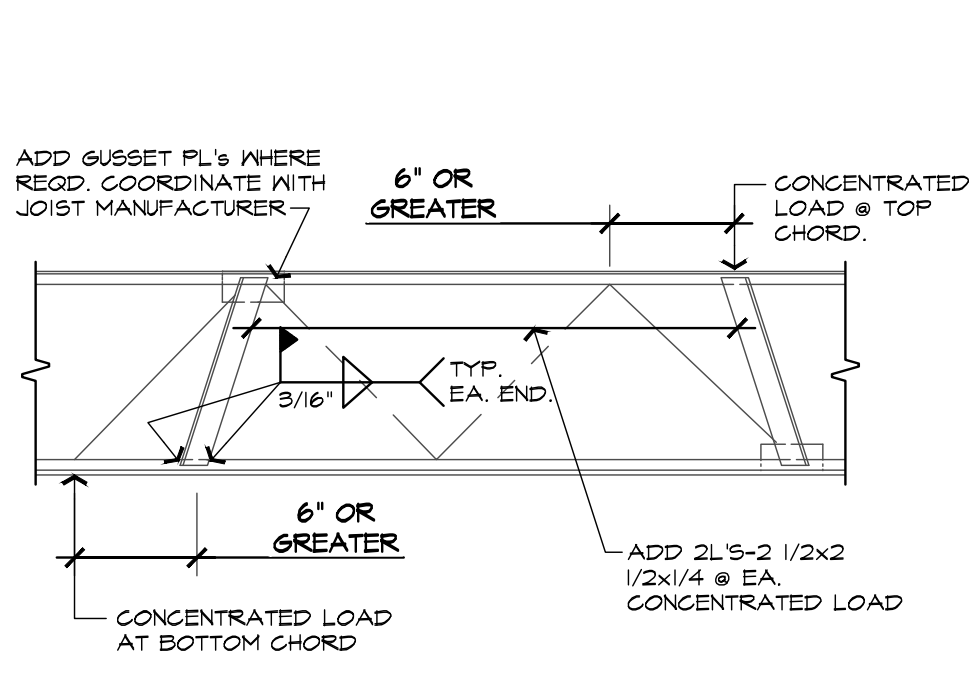 ADD GUSSET PL's WHERE
REQD. COORDINATE WITH
JOIST MANUFACTURER
6" OR
GREATER
CONCENTRATED
LOAD @ TOP
CHORD.
TYP.
EA. END.
3/16"
6" OR
GREATER
ADD 2L'S-2 1/2x2
1/2x1/4 @ EA.
CONCENTRATED LOAD
CONCENTRATED LOAD
AT BOTTOM CHORD